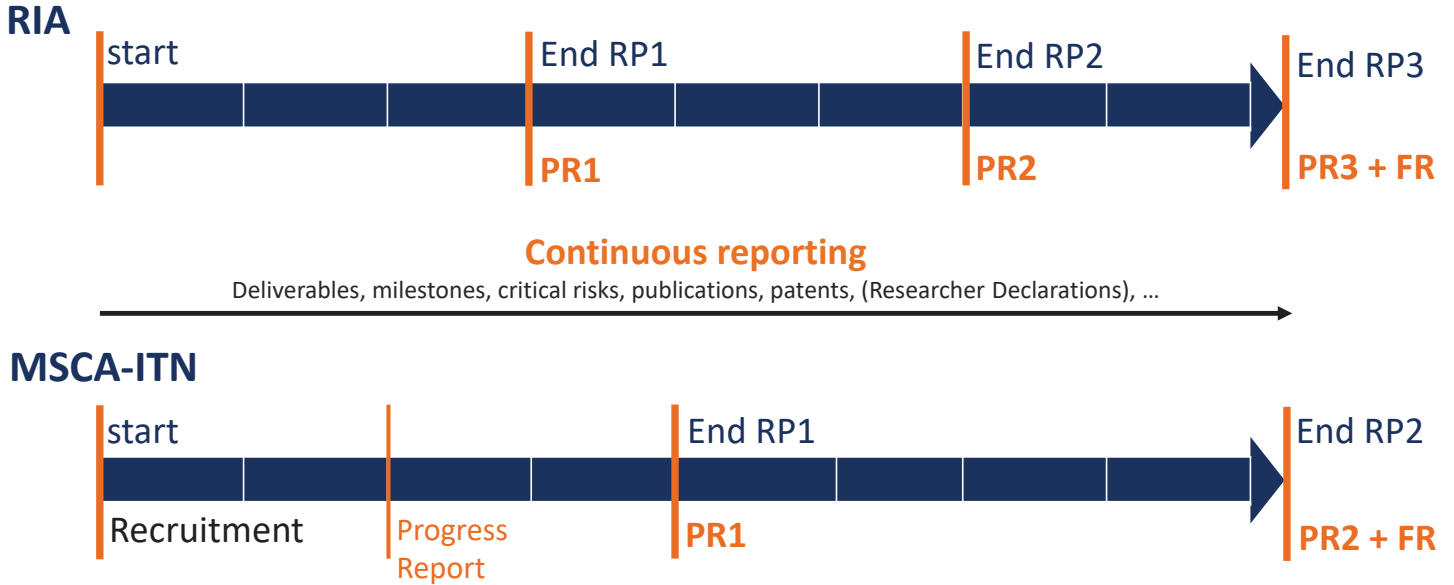 RIA
start
End RP1
End RP2
End RP3
PR1
PR2
PR3 + FR
Continuous reporting
Deliverables, milestones, critical risks, publications, patents, (Researcher Declarations), ...
MSCA-ITN
start
End RP1
End RP2
Recruitment
Progress
Report
PR1
PR2 + FR